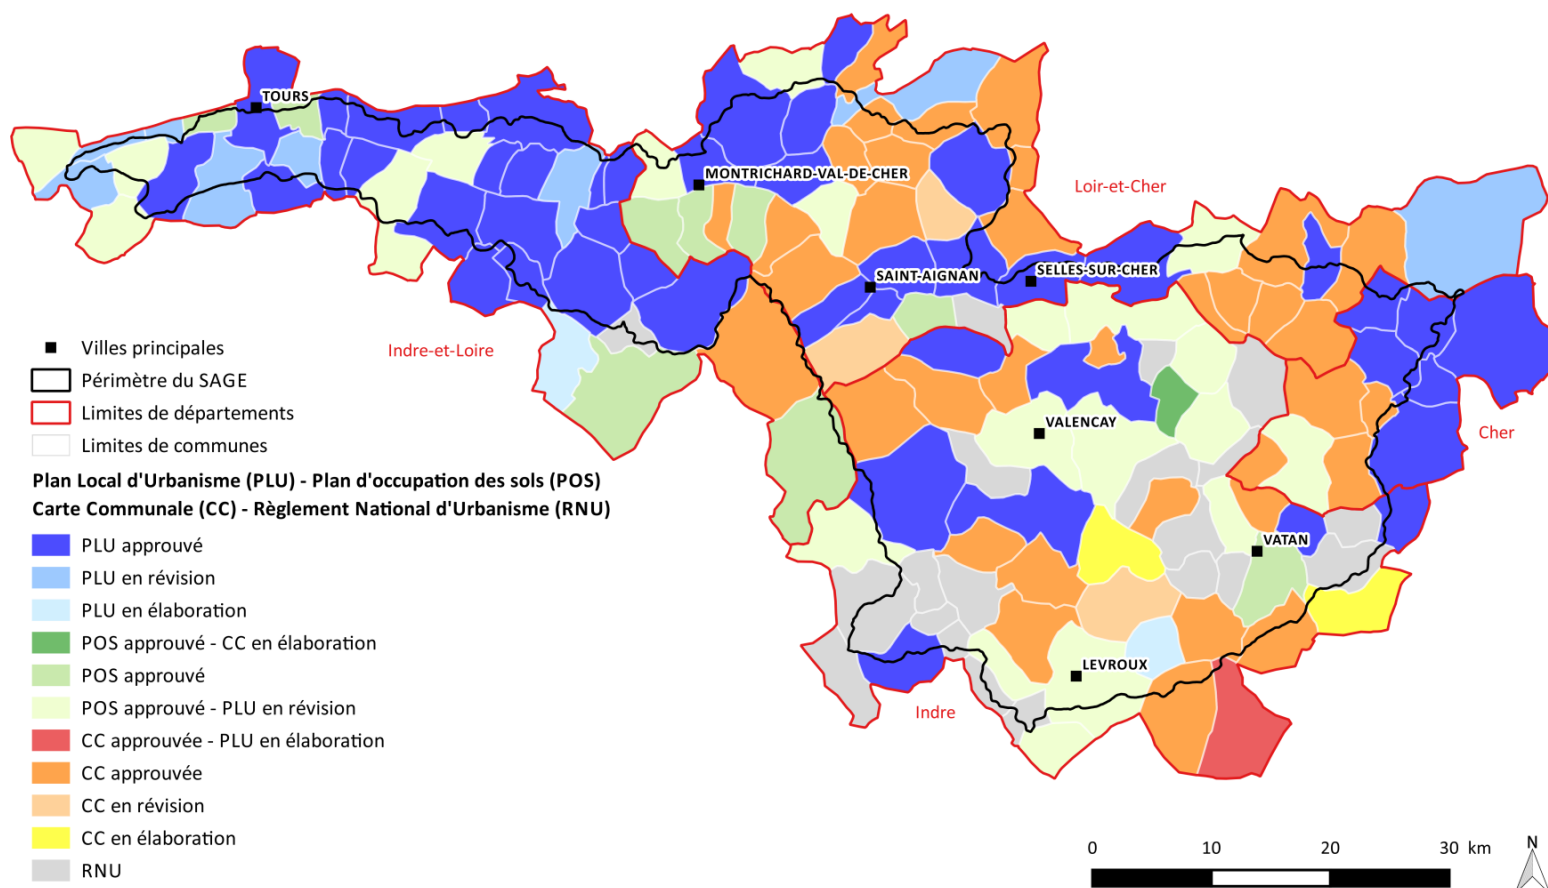 TOURS
MONTRICHARD-VAL-DE-CHER
Loir-et-Cher
SAINT-AIGNAN
SELLES-SUR-CHER
Indre-et-Loire
VALENCAY
Cher
VATAN
LEVROUX
Indre
Villes principales
Périmètre du SAGE
Limites de départements
Limites de communes
Plan Local d'Urbanisme (PLU) - Plan d'occupation des sols (POS)
Carte Communale (CC) - Règlement National d'Urbanisme (RNU)
PLU approuvé
PLU en révision
PLU en élaboration
POS approuvé - CC en élaboration
POS approuvé
POS approuvé - PLU en révision
CC approuvée - PLU en élaboration
CC approuvée
CC en révision
CC en élaboration
RNU
0 10 20 30 km
N